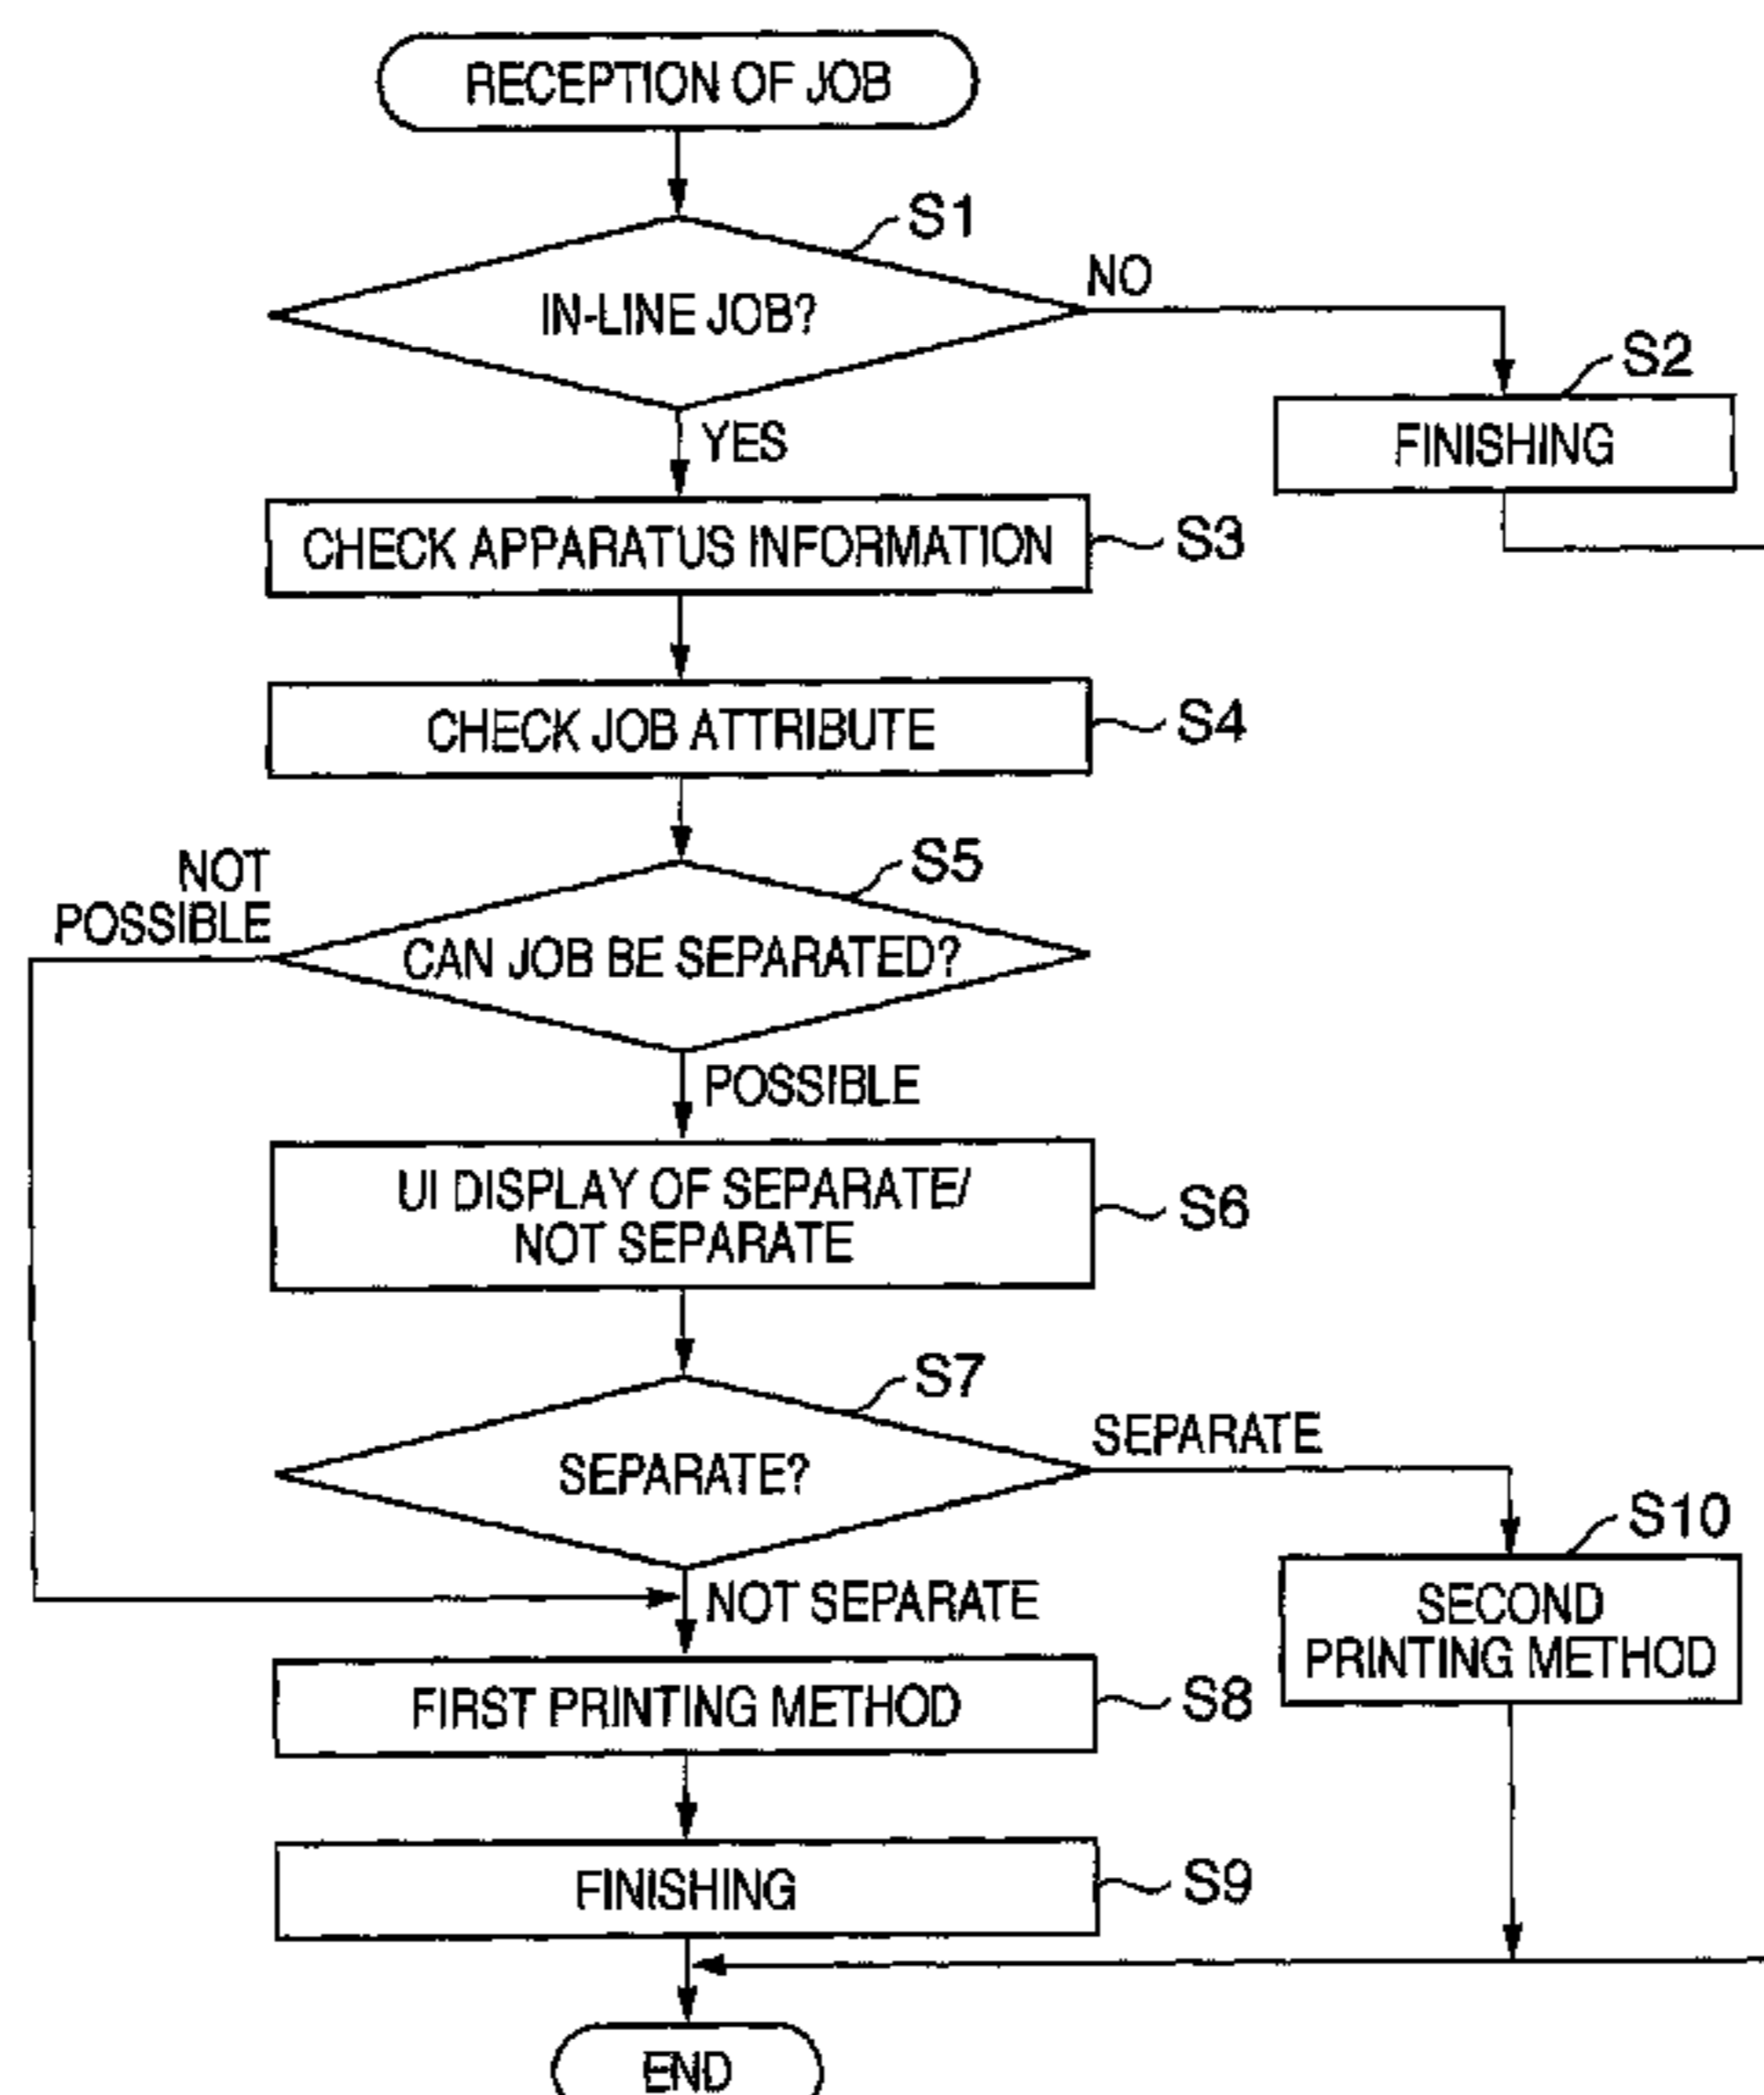 RECEPTION OF JOB
S1
IN-LINE JOB?
NO
S2
FINISHING
YES
CHECK APPARATUS INFORMATION
S3
CHECK JOB ATTRIBUTE
S4
S5
NOT
POSSIBLE
CAN JOB BE SEPARATED?
POSSIBLE
UI DISPLAY OF SEPARATE/
NOT SEPARATE
S6
S7
SEPARATE?
SEPARATE
S10
SECOND
PRINTING METHOD
NOT SEPARATE
FIRST PRINTING METHOD
S8
FINISHING
S9
END